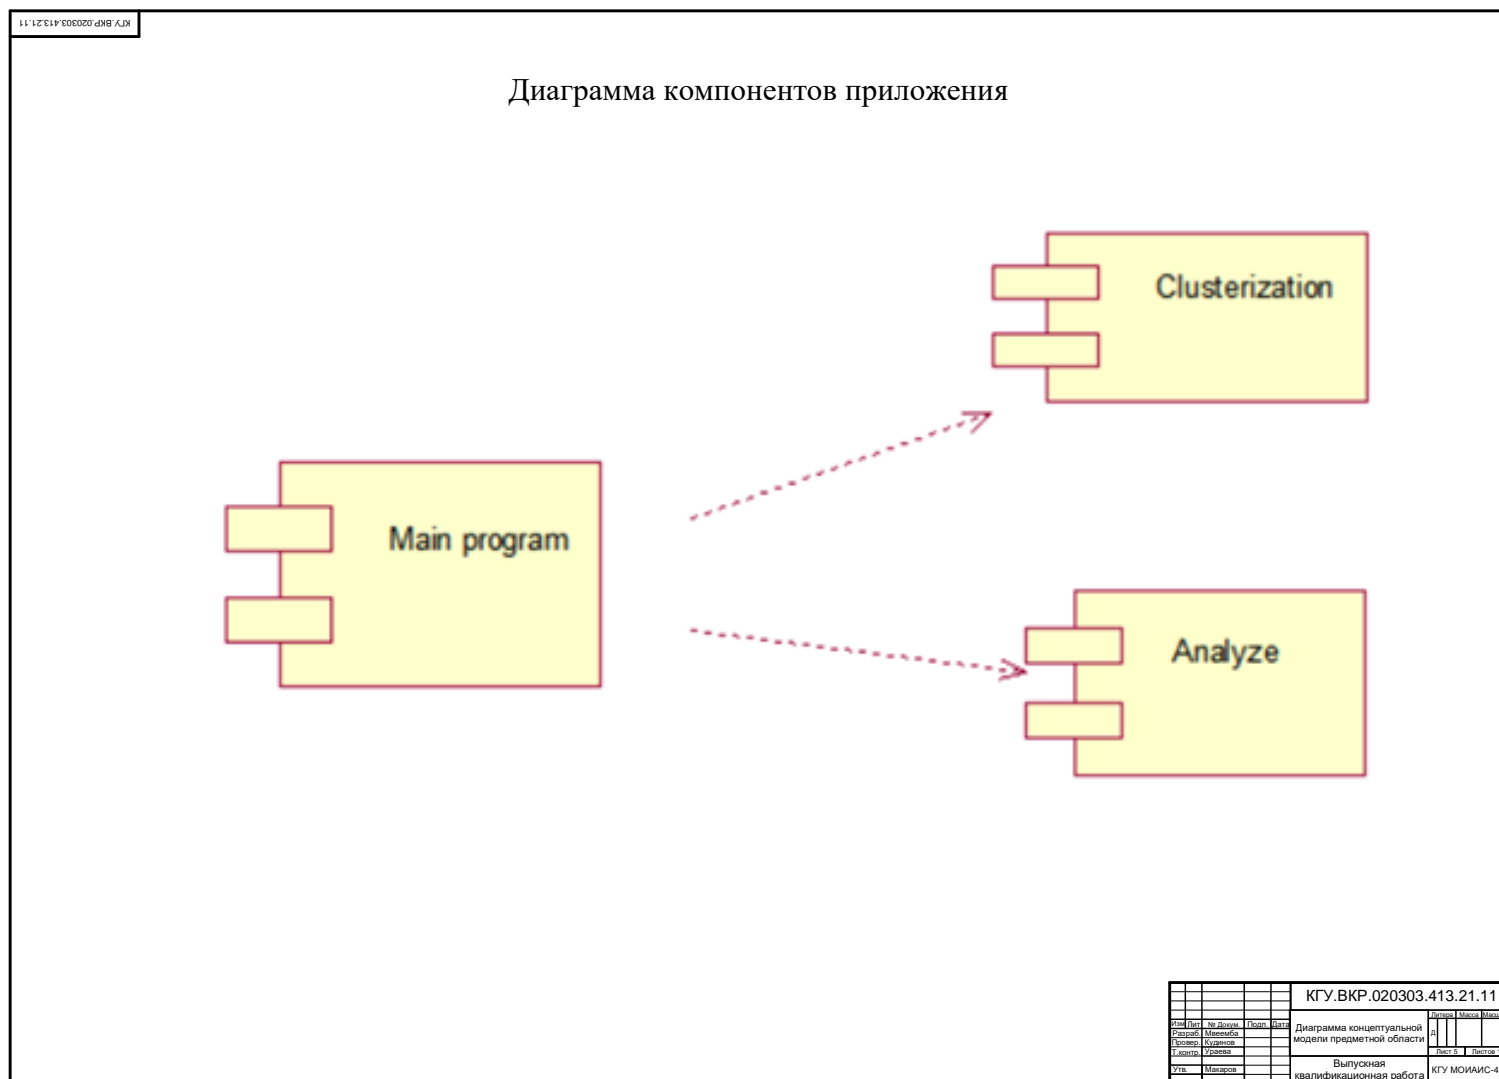 КГУ.ВКР.020303.413.21.11
Диаграмма компонентов приложения
Clusterization
Main program
Analyze
КГУ.ВКР.020303.413.21.11
Изм Лит № Докум. Подп. Дата
Разраб. Мвеемба
Провер. Кудинов
Т.контр. Ураева
Утв. Макаров
Диаграмма концептуальной
модели предметной области
Литера Масса
Д
Лист 5 Листов
Выпускная
квалификационная работа
КГУ МОИАИС-4